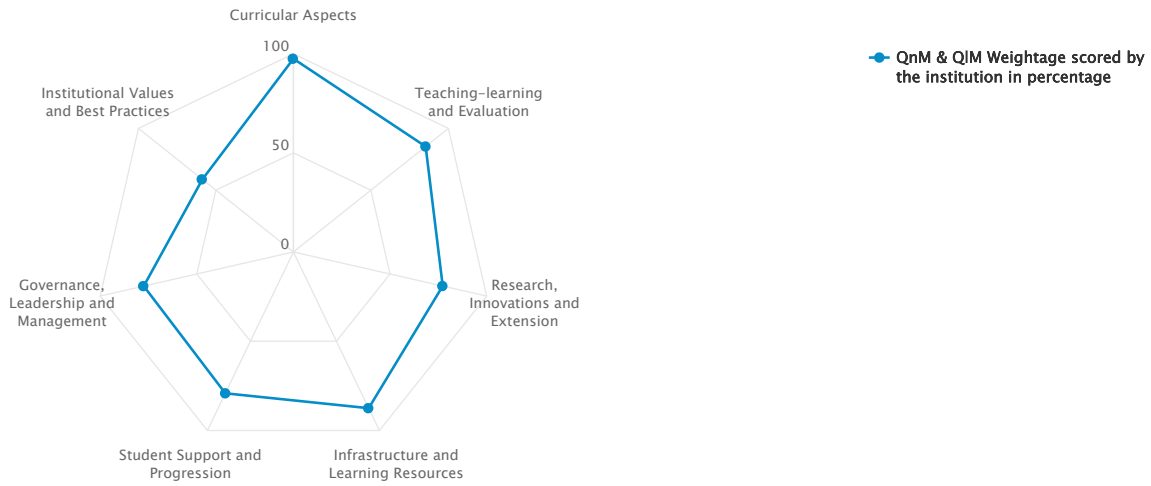 Curricular Aspects
100
50
0
Teaching-learning
and Evaluation
Research,
Innovations and
Extension
Infrastructure and
Learning Resources
Student Support and
Progression
Governance,
Leadership and
Management
Institutional Values
and Best Practices
QnM & QlM Weightage scored by
the institution in percentage